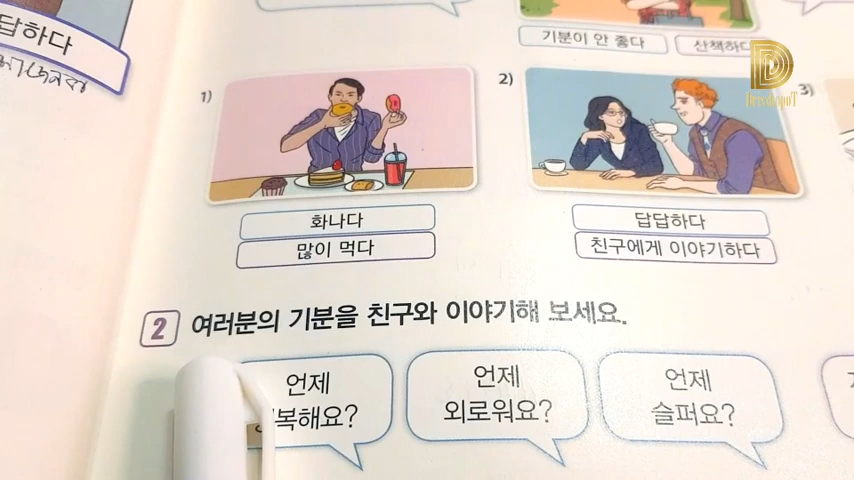 답하다
기분이 안 좋다
산책하다
1)
2)
3)
화나다
많이 먹다
답답하다
친구에게 이야기하다
2 여러분의 기분을 친구와 이야기해 보세요.
언제
복해요?
언제
외로워요?
언제
슬퍼요?